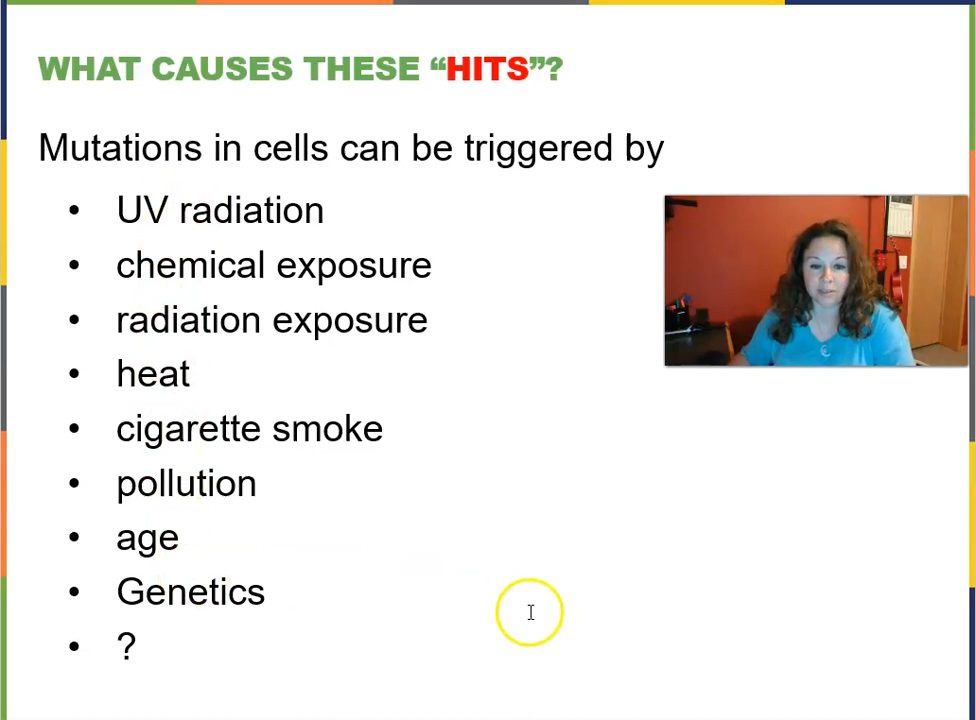 WHAT CAUSES THESE “HITS”?
Mutations in cells can be triggered by
• UV radiation
• chemical exposure
• radiation exposure
• heat
• cigarette smoke
• pollution
• age
• Genetics
• ?